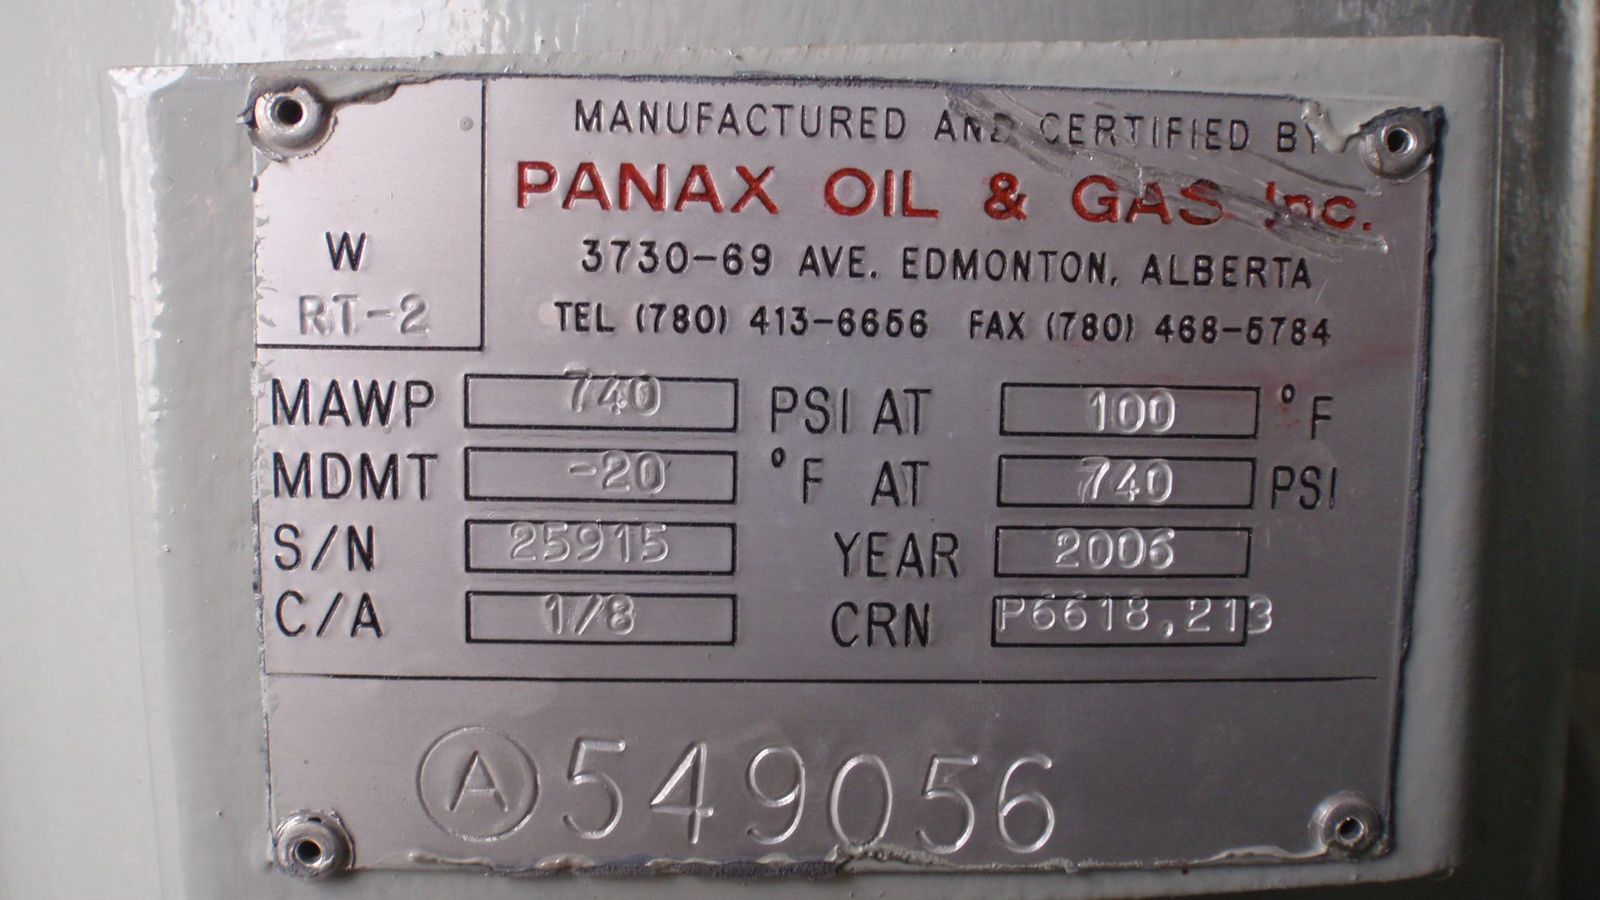 W
RT-2
MANUFACTURED AND CERTIFIED BY
PANAX OIL & GAS Inc.
3730-69 AVE. EDMONTON, ALBERTA
TEL (780) 413-6656 FAX (780) 468-5784
MAWP 740 PSI AT 100 °F
MDMT -20 °F AT 740 PSI
S/N 25915 YEAR 2006
C/A 1/8 CRN P6618,213
A 549056